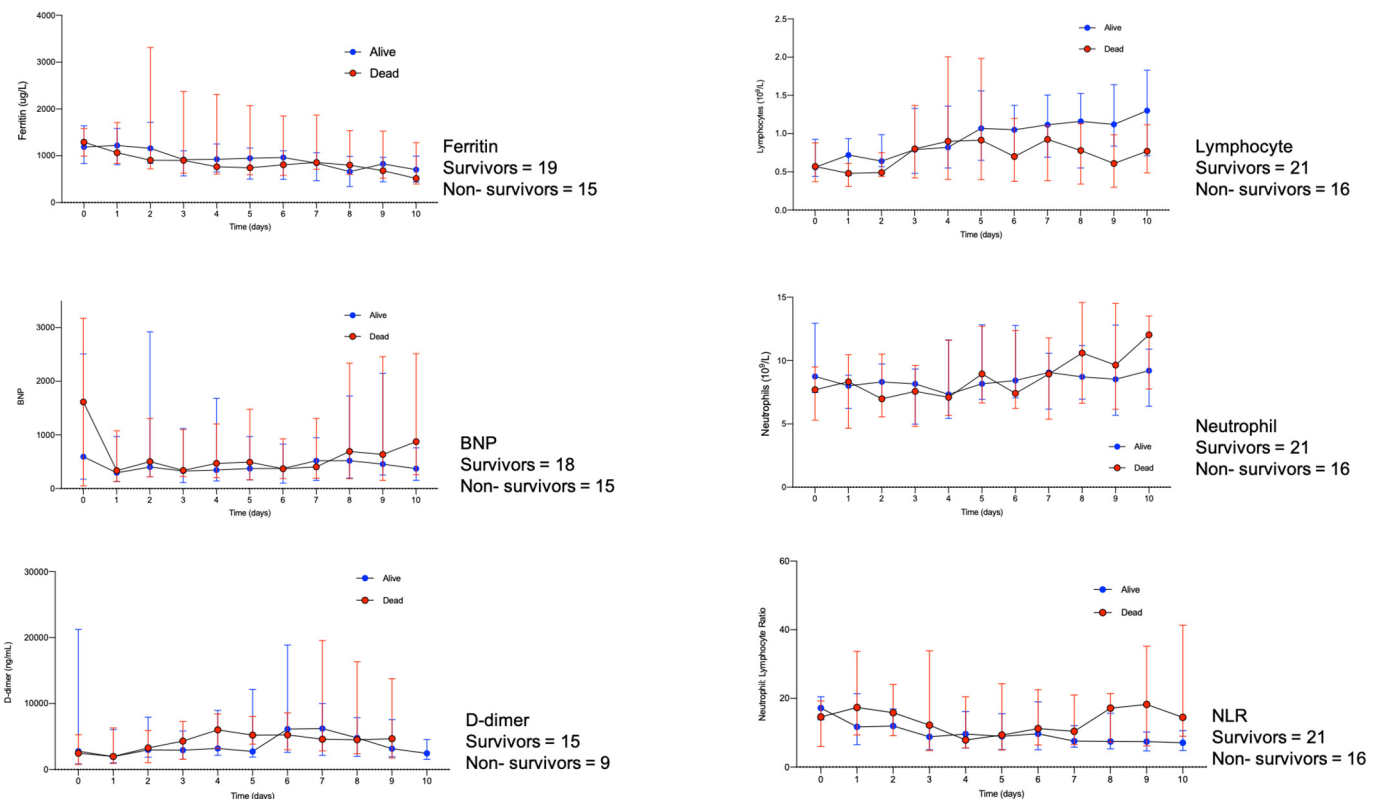 4000
3000
2000
1000
0
Ferritin (ug/L)
Alive
Dead
0 1 2 3 4 5 6 7 8 9 10
Time (days)
Ferritin
Survivors = 19
Non- survivors = 15
2.5
2.0
1.5
1.0
0.5
0.0
Lymphocytes (10⁹/L)
Alive
Dead
0 1 2 3 4 5 6 7 8 9 10
Time (days)
Lymphocyte
Survivors = 21
Non- survivors = 16
3000
2000
1000
0
BNP
Alive
Dead
0 1 2 3 4 5 6 7 8 9 10
Time (days)
BNP
Survivors = 18
Non- survivors = 15
15
10
5
0
Neutrophils (10⁹/L)
Alive
Dead
0 1 2 3 4 5 6 7 8 9 10
Time (days)
Neutrophil
Survivors = 21
Non- survivors = 16
30000
20000
10000
0
D-dimer (ng/mL)
Alive
Dead
0 1 2 3 4 5 6 7 8 9 10
Time (days)
D-dimer
Survivors = 15
Non- survivors = 9
60
40
20
0
Neutrophil: Lymphocyte Ratio
Alive
Dead
0 1 2 3 4 5 6 7 8 9 10
Time (days)
NLR
Survivors = 21
Non- survivors = 16